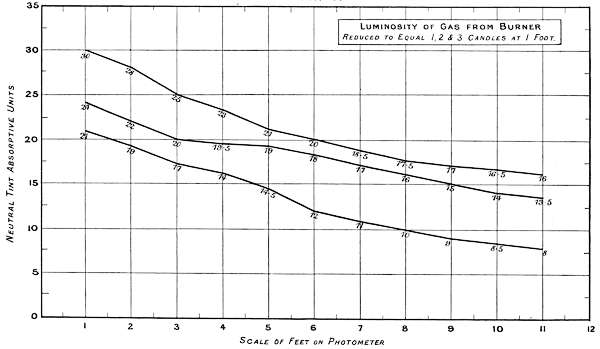 LUMINOSITY OF GAS FROM BURNER
REDUCED TO EQUAL 1, 2 & 3 CANDLES AT 1 FOOT.
NEUTRAL TINT ABSORPTIVE UNITS
35
30
25
20
15
10
5
0
30 28 25 23 21 20 18·5 17·5 17 16·5 16
24 22 20 19·5 19 18 17 16 15 14 13·5
21 19 17 14·5 12 11 10 9 8·5 8
1 2 3 4 5 6 7 8 9 10 11 12
SCALE OF FEET ON PHOTOMETER